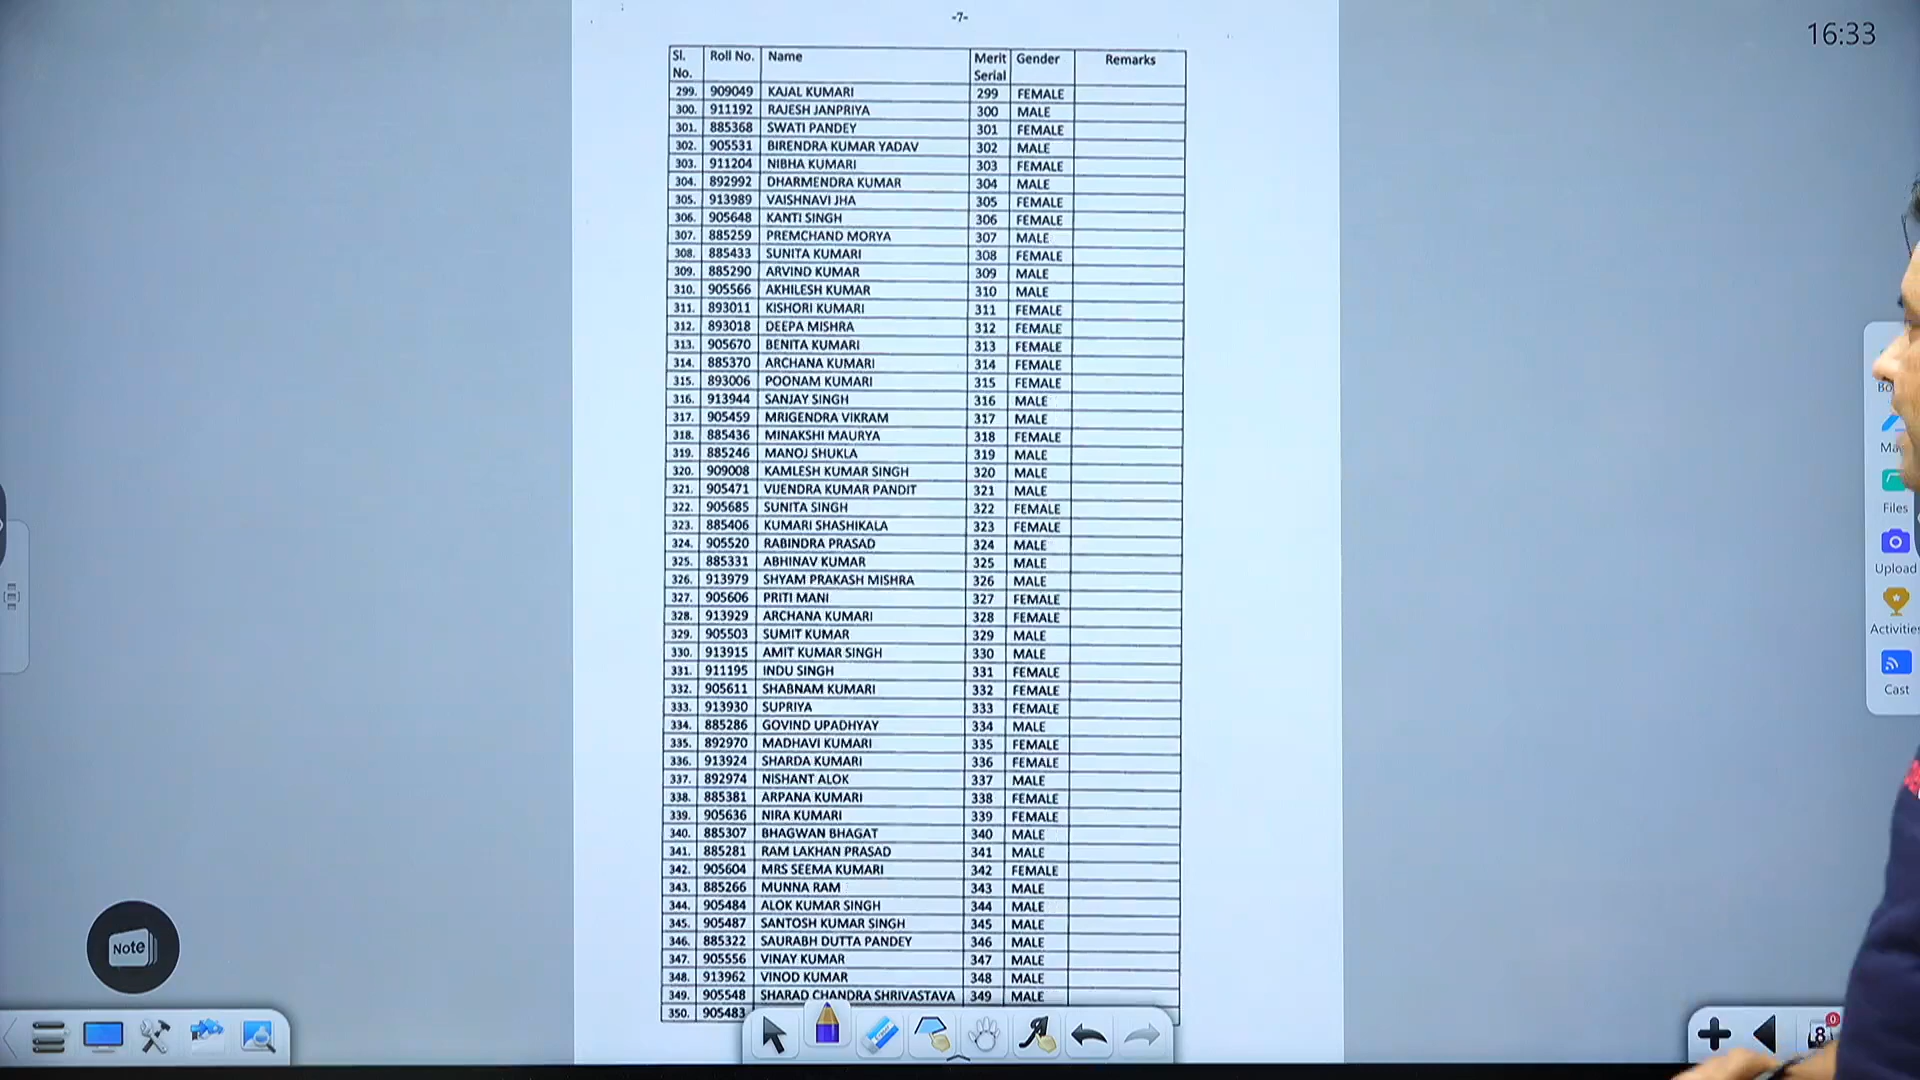 -7-
16:33
Sl. No. Roll No. Name Merit Serial Gender Remarks
299. 909049 KAJAL KUMARI 299 FEMALE
300. 911192 RAJESH JANPRIYA 300 MALE
301. 885368 SWATI PANDEY 301 FEMALE
302. 905531 BIRENDRA KUMAR YADAV 302 MALE
303. 911204 NIBHA KUMARI 303 FEMALE
304. 892992 DHARMENDRA KUMAR 304 MALE
305. 913989 VAISHNAVI JHA 305 FEMALE
306. 905648 KANTI SINGH 306 FEMALE
307. 885259 PREMCHAND MORYA 307 MALE
308. 885433 SUNITA KUMARI 308 FEMALE
309. 885290 ARVIND KUMAR 309 MALE
310. 905566 AKHILESH KUMAR 310 MALE
311. 893011 KISHORI KUMARI 311 FEMALE
312. 893018 DEEPA MISHRA 312 FEMALE
313. 905670 BENITA KUMARI 313 FEMALE
314. 885370 ARCHANA KUMARI 314 FEMALE
315. 893006 POONAM KUMARI 315 FEMALE
316. 913944 SANJAY SINGH 316 MALE
317. 905459 MRIGENDRA VIKRAM 317 MALE
318. 885436 MINAKSHI MAURYA 318 FEMALE
319. 885246 MANOJ SHUKLA 319 MALE
320. 909008 KAMLESH KUMAR SINGH 320 MALE
321. 905471 VIJENDRA KUMAR PANDIT 321 MALE
322. 905685 SUNITA SINGH 322 FEMALE
323. 885406 KUMARI SHASHIKALA 323 FEMALE
324. 905520 RABINDRA PRASAD 324 MALE
325. 885331 ABHINAV KUMAR 325 MALE
326. 913979 SHYAM PRAKASH MISHRA 326 MALE
327. 905606 PRITI MANI 327 FEMALE
328. 913929 ARCHANA KUMARI 328 FEMALE
329. 905503 SUMIT KUMAR 329 MALE
330. 913915 AMIT KUMAR SINGH 330 MALE
331. 911195 INDU SINGH 331 FEMALE
332. 905611 SHABNAM KUMARI 332 FEMALE
333. 913930 SUPRIYA 333 FEMALE
334. 885286 GOVIND UPADHYAY 334 MALE
335. 892970 MADHAVI KUMARI 335 FEMALE
336. 913924 SHARDA KUMARI 336 FEMALE
337. 892974 NISHANT ALOK 337 MALE
338. 885381 ARPANA KUMARI 338 FEMALE
339. 905636 NIRA KUMARI 339 FEMALE
340. 885307 BHAGWAN BHAGAT 340 MALE
341. 885281 RAM LAKHAN PRASAD 341 MALE
342. 905604 MRS SEEMA KUMARI 342 FEMALE
343. 885266 MUNNA RAM 343 MALE
344. 905484 ALOK KUMAR SINGH 344 MALE
345. 905487 SANTOSH KUMAR SINGH 345 MALE
346. 885322 SAURABH DUTTA PANDEY 346 MALE
347. 905556 VINAY KUMAR 347 MALE
348. 913962 VINOD KUMAR 348 MALE
349. 905548 SHARAD CHANDRA SHRIVASTAVA 349 MALE
350. 905483
Note
Files
Upload
Activities
Cast
8
0